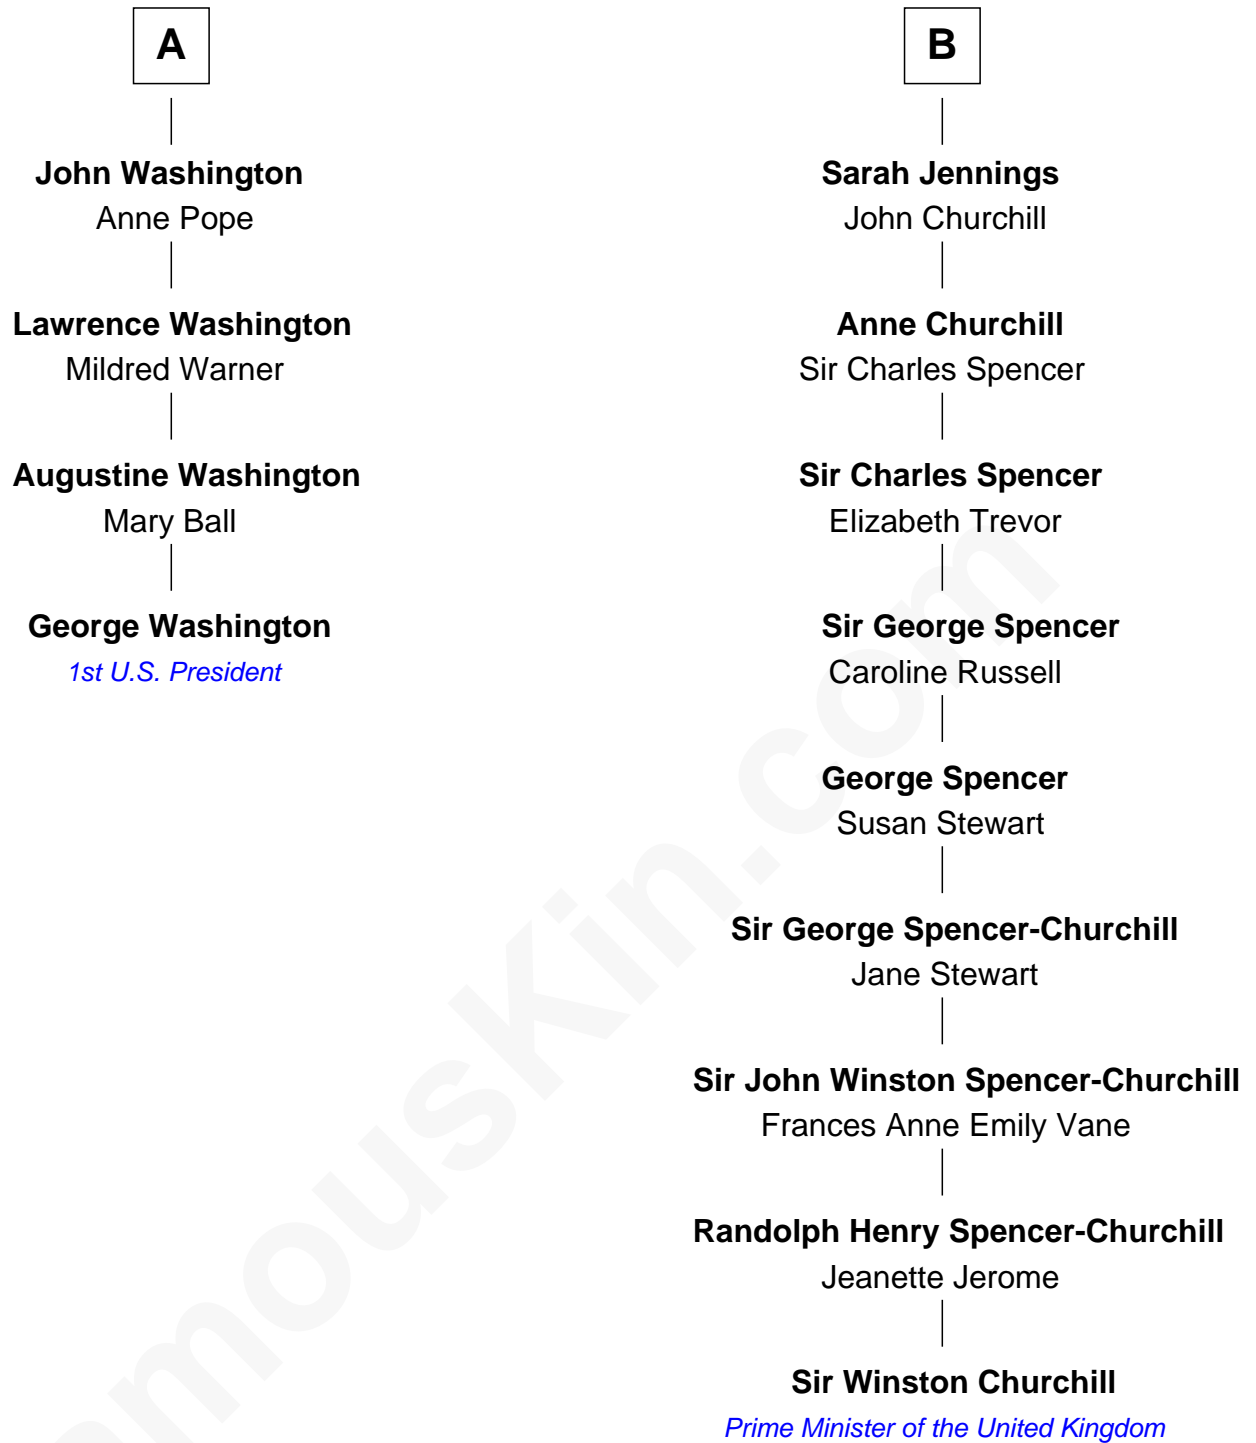 A
John Washington
Anne Pope
Lawrence Washington
Mildred Warner
Augustine Washington
Mary Ball
George Washington
1st U.S. President
B
Sarah Jennings
John Churchill
Anne Churchill
Sir Charles Spencer
Sir Charles Spencer
Elizabeth Trevor
Sir George Spencer
Caroline Russell
George Spencer
Susan Stewart
Sir George Spencer-Churchill
Jane Stewart
Sir John Winston Spencer-Churchill
Frances Anne Emily Vane
Randolph Henry Spencer-Churchill
Jeanette Jerome
Sir Winston Churchill
Prime Minister of the United Kingdom
amouskin.com